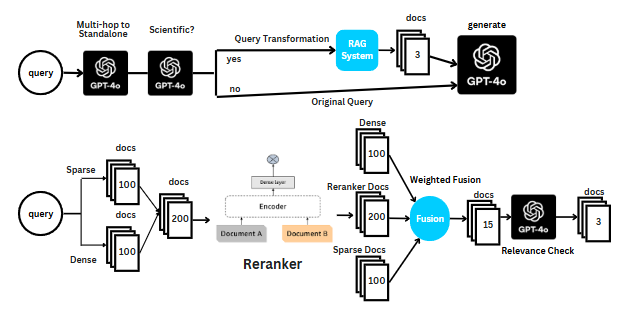 Multi-hop to
Standalone
Scientific?
query
GPT-4o
GPT-4o
Query Transformation
yes
no
Original Query
RAG
System
docs
3
generate
GPT-4o
query
Sparse
Dense
docs
100
docs
100
docs
200
Dense layer
Encoder
Document A
Document B
Reranker
Dense
100
Reranker Docs
200
Sparse Docs
100
Weighted Fusion
Fusion
docs
15
GPT-4o
Relevance Check
docs
3